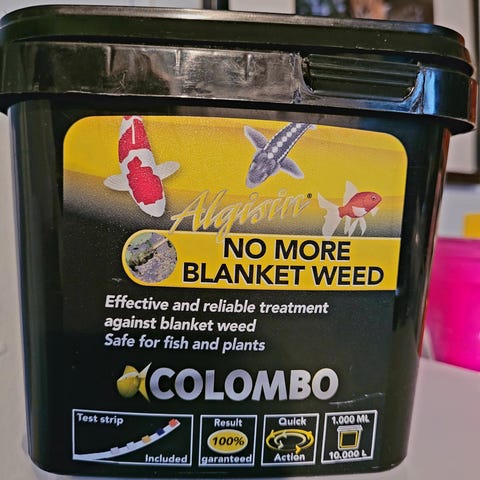 Algisin®
NO MORE
BLANKET WEED
Effective and reliable treatment
against blanket weed
Safe for fish and plants
COLOMBO
Test strip
Included
Result
100%
garanteed
Quick
Action
1.000 ML
10.000 L